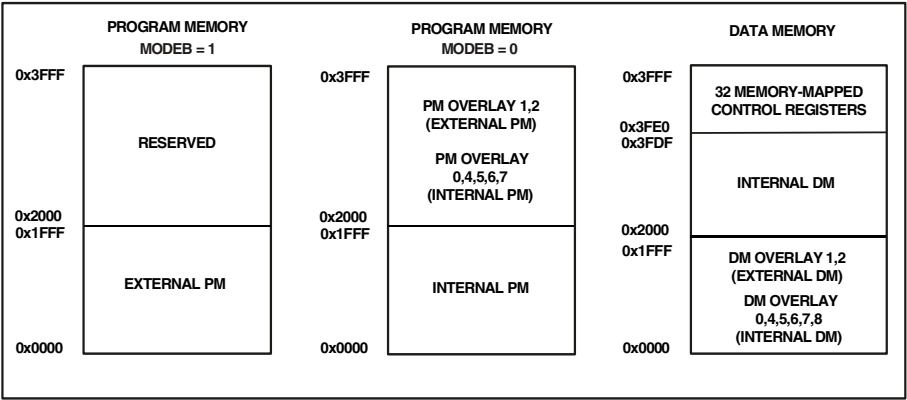 PROGRAM MEMORY
MODEB = 1
0x3FFF
RESERVED
0x2000
0x1FFF
EXTERNAL PM
0x0000
PROGRAM MEMORY
MODEB = 0
0x3FFF
PM OVERLAY 1,2
(EXTERNAL PM)
PM OVERLAY
0,4,5,6,7
(INTERNAL PM)
0x2000
0x1FFF
INTERNAL PM
0x0000
DATA MEMORY
0x3FFF
32 MEMORY-MAPPED
CONTROL REGISTERS
0x3FE0
0x3FDF
INTERNAL DM
0x2000
0x1FFF
DM OVERLAY 1,2
(EXTERNAL DM)
DM OVERLAY
0,4,5,6,7,8
(INTERNAL DM)
0x0000